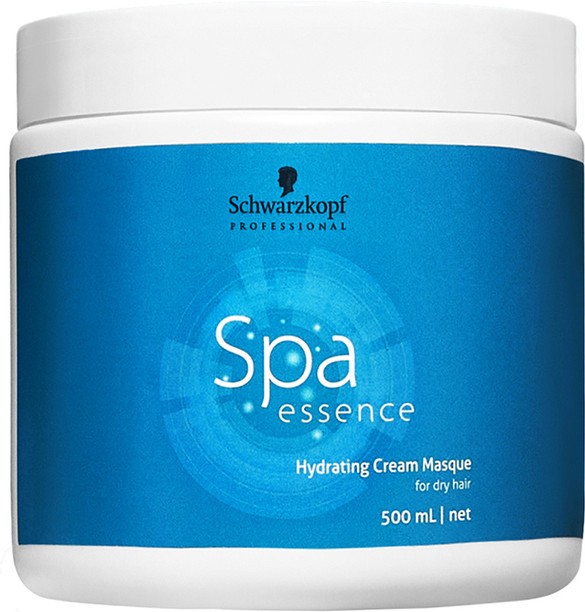 Schwarzkopf
PROFESSIONAL
Spa
essence
Hydrating Cream Masque
for dry hair
500 mL | net